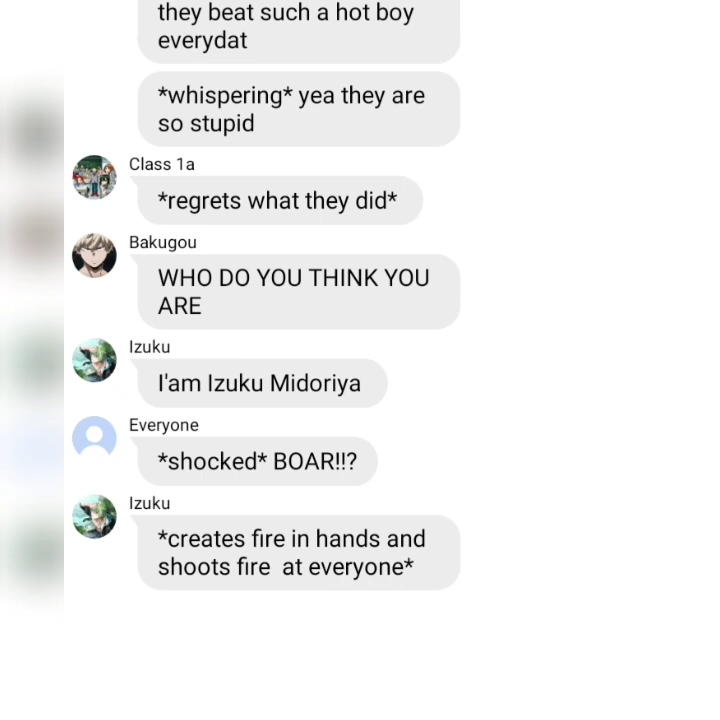 they beat such a hot boy
everydat
*whispering* yea they are
so stupid
Class 1a
*regrets what they did*
Bakugou
WHO DO YOU THINK YOU
ARE
Izuku
I'am Izuku Midoriya
Everyone
*shocked* BOAR!!?
Izuku
*creates fire in hands and
shoots fire  at everyone*